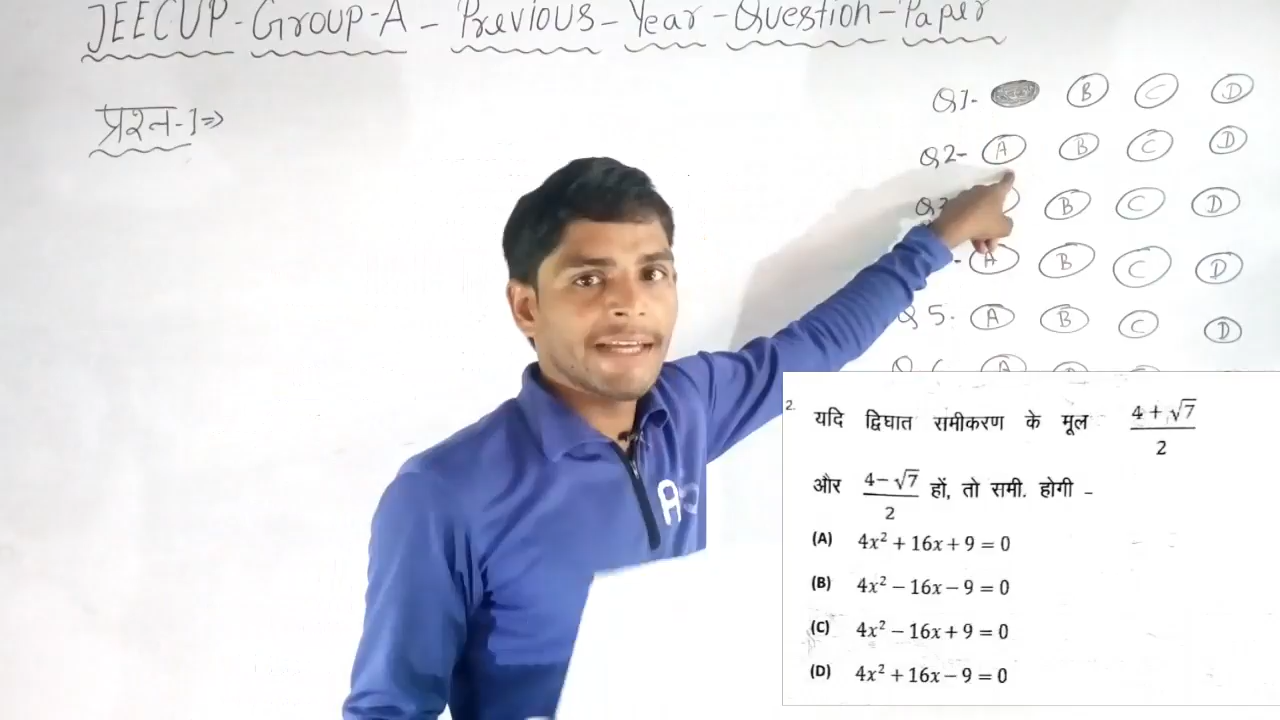 JEECUP-Group-A-Previous-Year-Question-Paper
प्रश्न-1⇒
Q1- B C D
Q2- A B C D
B C D
- A B C D
Q 5- A B C D
A
2.
यदि द्विघात समीकरण के मूल (4 + √7)/2
और (4 - √7)/2 हों, तो समी. होगी -
(A) 4x² + 16x + 9 = 0
(B) 4x² - 16x - 9 = 0
(C) 4x² - 16x + 9 = 0
(D) 4x² + 16x - 9 = 0